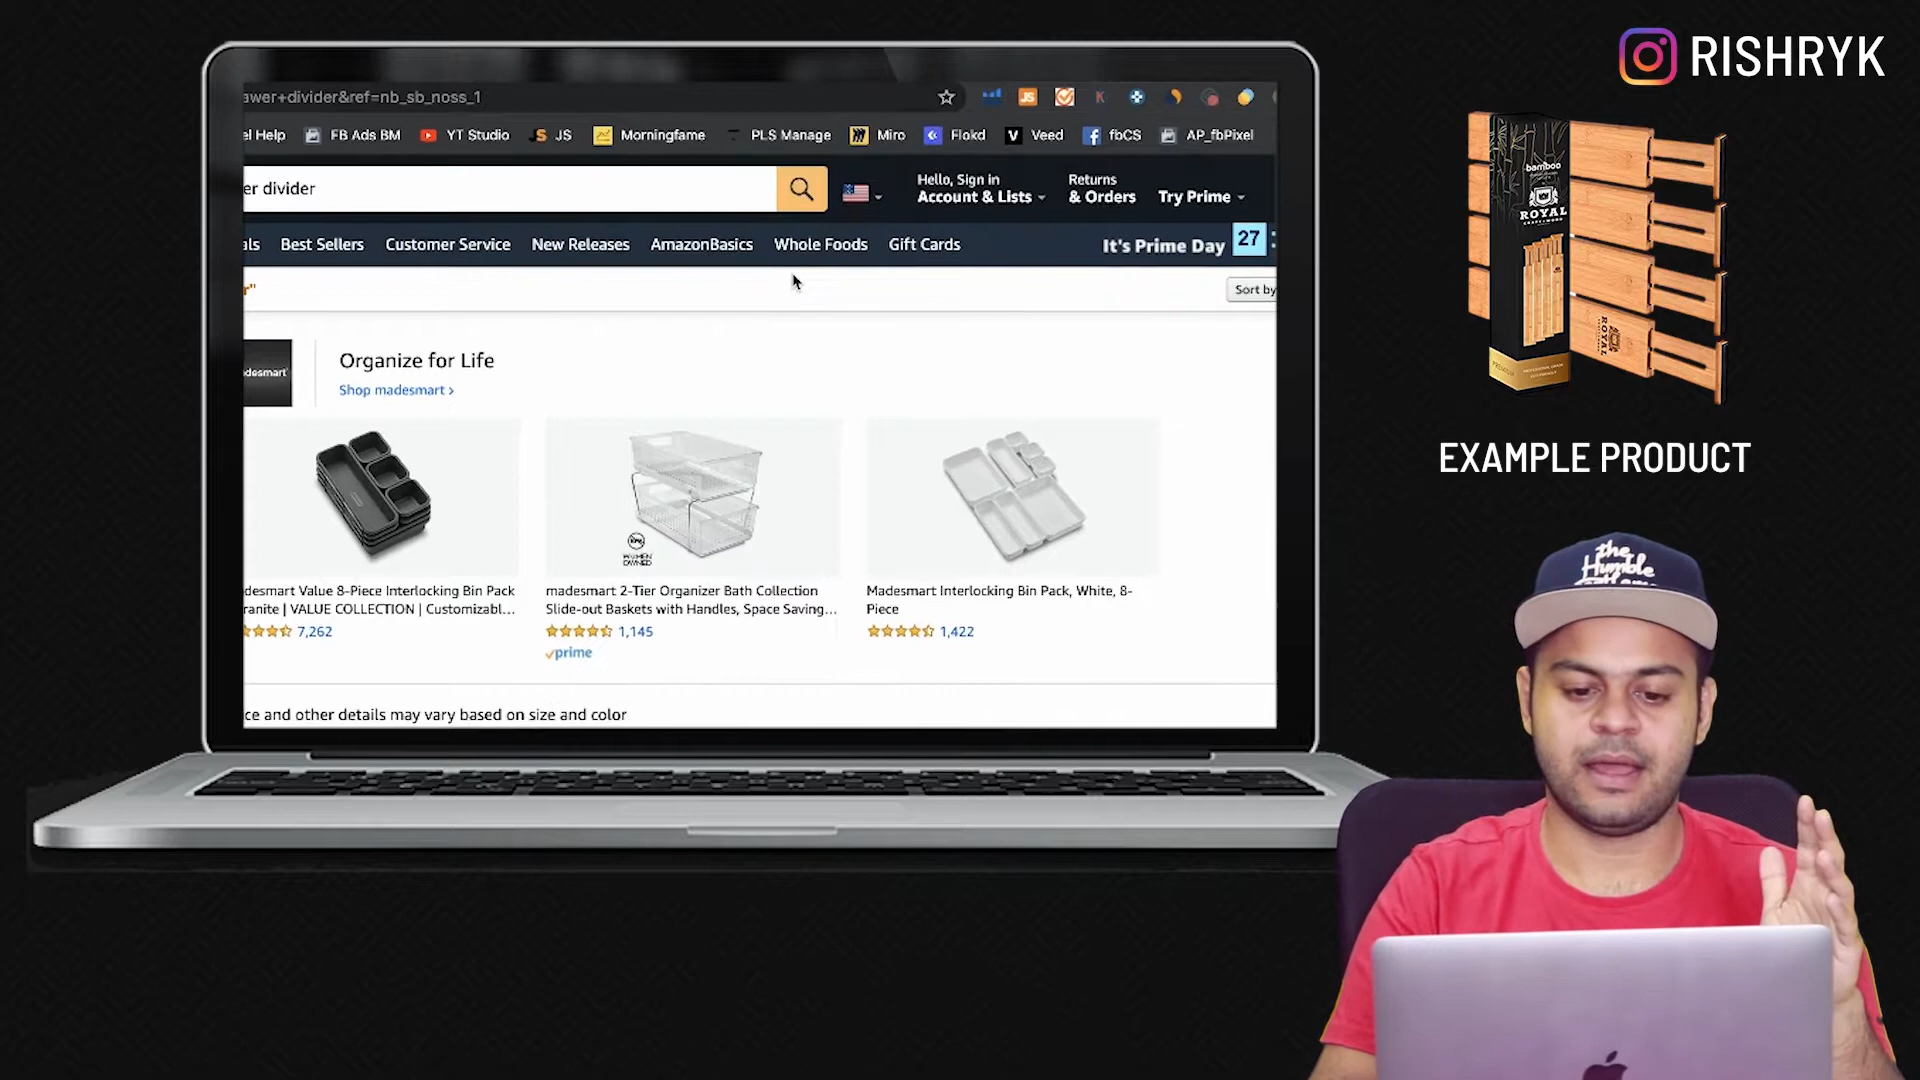 RISHRYK
awer+divider&ref=nb_sb_noss_1
el Help FB Ads BM YT Studio JS Morningfame PLS Manage Miro Flokd Veed fbCS AP_fbPixel
er divider
Hello, Sign in
Account & Lists
Returns
& Orders
Try Prime
als Best Sellers Customer Service New Releases AmazonBasics Whole Foods Gift Cards It's Prime Day 27
r"
Sort by
desmart
Organize for Life
Shop madesmart ›
desmart Value 8-Piece Interlocking Bin Pack
ranite | VALUE COLLECTION | Customizabl...
7,262
madesmart 2-Tier Organizer Bath Collection
Slide-out Baskets with Handles, Space Saving...
1,145
prime
Madesmart Interlocking Bin Pack, White, 8-
Piece
1,422
ce and other details may vary based on size and color
bamboo
ROYAL
PREMIUM
ROYAL
EXAMPLE PRODUCT
the
Humble